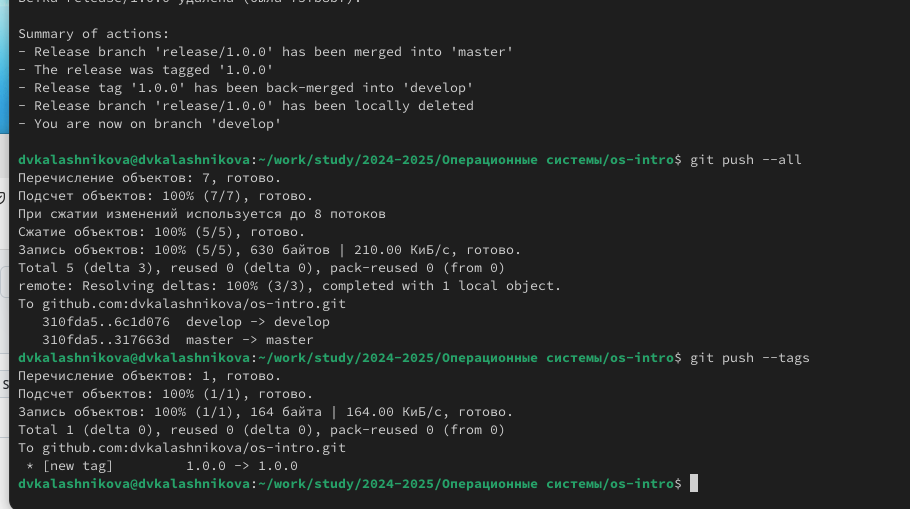 Summary of actions:
- Release branch 'release/1.0.0' has been merged into 'master'
- The release was tagged '1.0.0'
- Release tag '1.0.0' has been back-merged into 'develop'
- Release branch 'release/1.0.0' has been locally deleted
- You are now on branch 'develop'
dvkalashnikova@dvkalashnikova:~/work/study/2024-2025/Операционные системы/os-intro$ git push --all
Перечисление объектов: 7, готово.
Подсчет объектов: 100% (7/7), готово.
При сжатии изменений используется до 8 потоков
Сжатие объектов: 100% (5/5), готово.
Запись объектов: 100% (5/5), 630 байтов | 210.00 КиБ/с, готово.
Total 5 (delta 3), reused 0 (delta 0), pack-reused 0 (from 0)
remote: Resolving deltas: 100% (3/3), completed with 1 local object.
To github.com:dvkalashnikova/os-intro.git
   310fda5..6c1d076  develop -> develop
   310fda5..317663d  master -> master
dvkalashnikova@dvkalashnikova:~/work/study/2024-2025/Операционные системы/os-intro$ git push --tags
Перечисление объектов: 1, готово.
Подсчет объектов: 100% (1/1), готово.
Запись объектов: 100% (1/1), 164 байта | 164.00 КиБ/с, готово.
Total 1 (delta 0), reused 0 (delta 0), pack-reused 0 (from 0)
To github.com:dvkalashnikova/os-intro.git
 * [new tag]         1.0.0 -> 1.0.0
dvkalashnikova@dvkalashnikova:~/work/study/2024-2025/Операционные системы/os-intro$